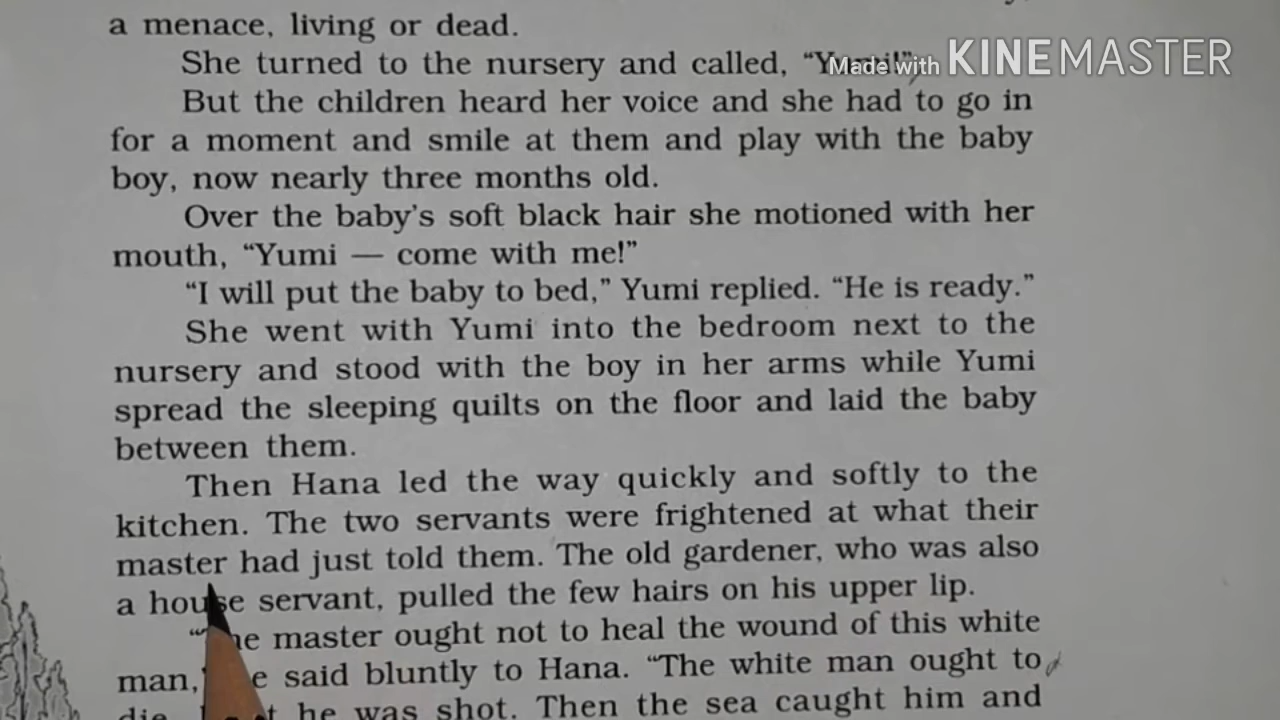 a menace, living or dead.
She turned to the nursery and called,
Made with KINEMASTER
But the children heard her voice and she had to go in
for a moment and smile at them and play with the baby
boy, now nearly three months old.
Over the baby's soft black hair she motioned with her
mouth, “Yumi — come with me!”
“I will put the baby to bed,” Yumi replied. “He is ready.”
She went with Yumi into the bedroom next to the
nursery and stood with the boy in her arms while Yumi
spread the sleeping quilts on the floor and laid the baby
between them.
Then Hana led the way quickly and softly to the
kitchen. The two servants were frightened at what their
master had just told them. The old gardener, who was also
a house servant, pulled the few hairs on his upper lip.
master ought not to heal the wound of this white
man, said bluntly to Hana. “The white man ought to
he was shot. Then the sea caught him and